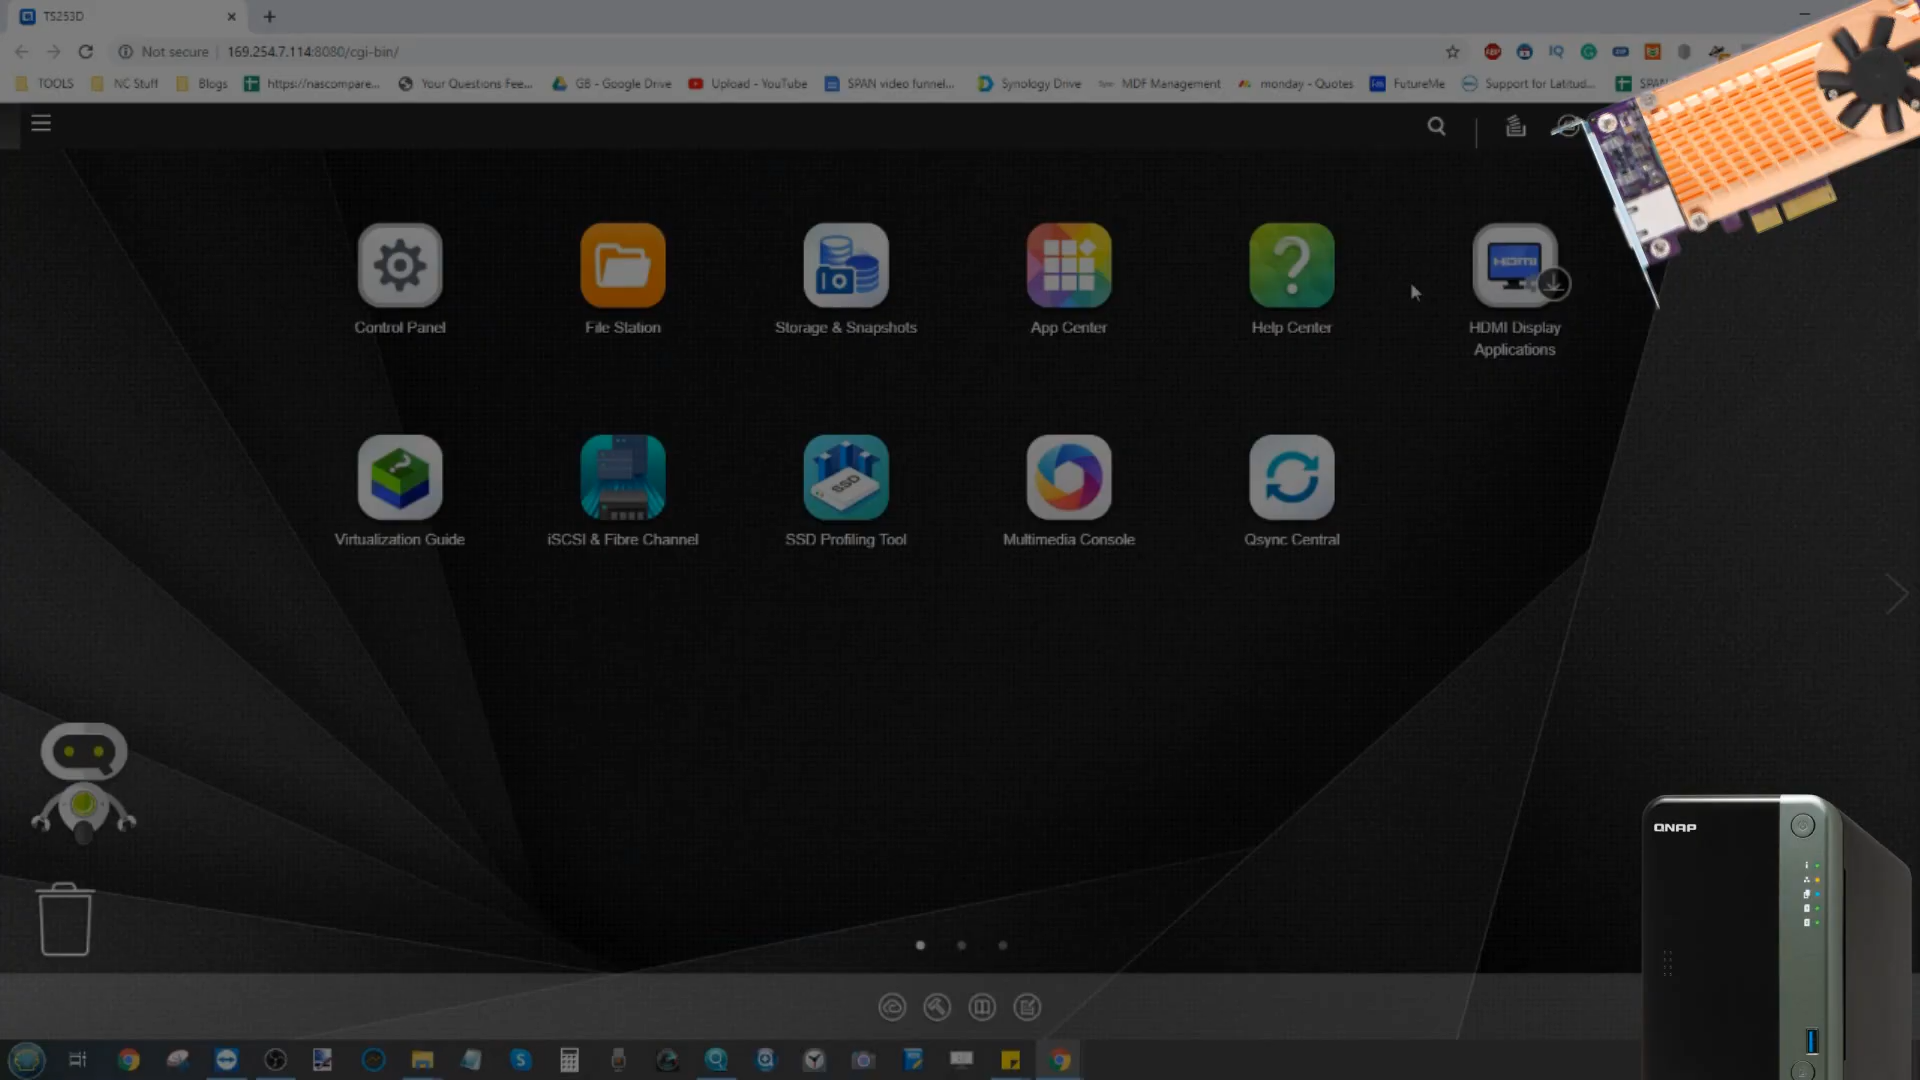 TS253D
Not secure
169.254.7.114:8080/cgi-bin/
TOOLS
NC Stuff
Blogs
https://nascompare...
Your Questions Fee...
GB - Google Drive
Upload - YouTube
SPAN video funnel...
Synology Drive
MDF Management
monday - Quotes
FutureMe
Support for Latitud...
SPAN
HDMI
Control Panel
File Station
Storage & Snapshots
App Center
Help Center
HDMI Display
Applications
SSD
Virtualization Guide
iSCSI & Fibre Channel
SSD Profiling Tool
Multimedia Console
Qsync Central
QNAP